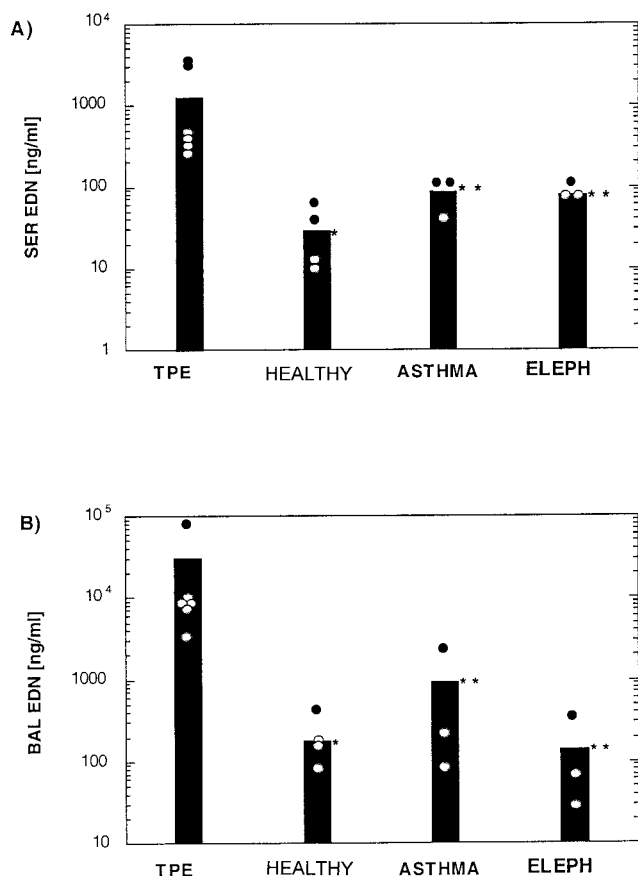 A)
SER EDN [ng/ml]
10⁴
1000
100
10
1
*
* *
* *
TPE HEALTHY ASTHMA ELEPH
B)
BAL EDN [ng/ml]
10⁵
10⁴
1000
100
10
*
* *
* *
TPE HEALTHY ASTHMA ELEPH